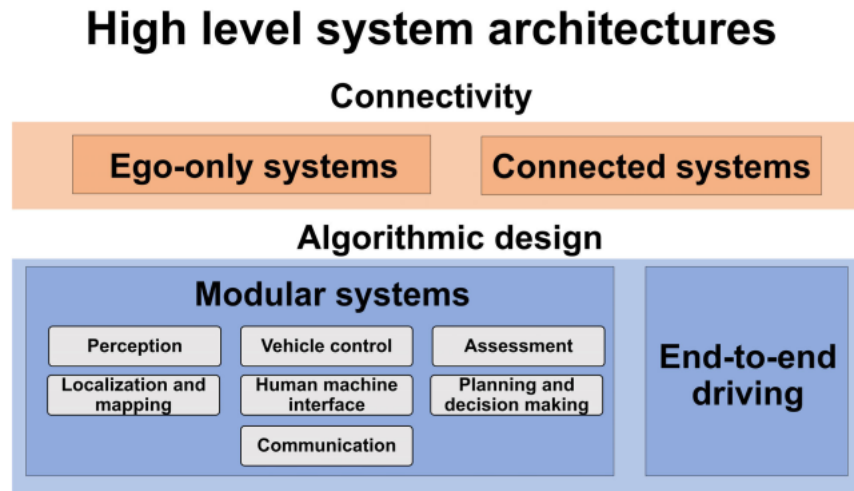 High level system architectures
Connectivity
Ego-only systems
Connected systems
Algorithmic design
Modular systems
Perception
Vehicle control
Assessment
Localization and
mapping
Human machine
interface
Planning and
decision making
Communication
End-to-end
driving